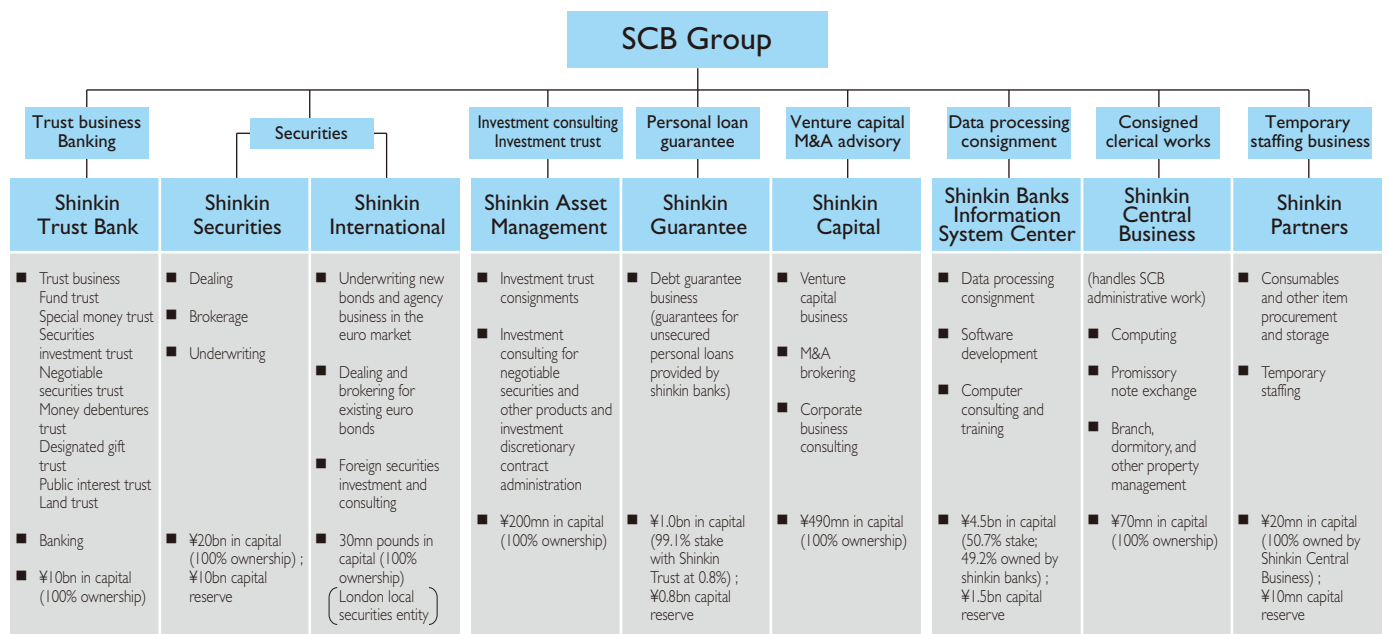 SCB Group
Trust business
Banking
Securities
Investment consulting
Investment trust
Personal loan
guarantee
Venture capital
M&A advisory
Data processing
consignment
Consigned
clerical works
Temporary
staffing business
Shinkin
Trust Bank
■ Trust business
Fund trust
Special money trust
Securities
investment trust
Negotiable
securities trust
Money debentures
trust
Designated gift
trust
Public interest trust
Land trust
■ Banking
■ ¥10bn in capital
(100% ownership)
Shinkin
Securities
■ Dealing
■ Brokerage
■ Underwriting
■ ¥20bn in capital
(100% ownership) ;
¥10bn capital
reserve
Shinkin
International
■ Underwriting new
bonds and agency
business in the
euro market
■ Dealing and
brokering for
existing euro
bonds
■ Foreign securities
investment and
consulting
■ 30mn pounds in
capital (100%
ownership)
(London local
securities entity)
Shinkin Asset
Management
■ Investment trust
consignments
■ Investment
consulting for
negotiable
securities and
other products and
investment
discretionary
contract
administration
■ ¥200mn in capital
(100% ownership)
Shinkin
Guarantee
■ Debt guarantee
business
(guarantees for
unsecured
personal loans
provided by
shinkin banks)
■ ¥1.0bn in capital
(99.1% stake
with Shinkin
Trust at 0.8%) ;
¥0.8bn capital
reserve
Shinkin
Capital
■ Venture
capital
business
■ M&A
brokering
■ Corporate
business
consulting
■ ¥490mn in capital
(100% ownership)
Shinkin Banks
Information
System Center
■ Data processing
consignment
■ Software
development
■ Computer
consulting and
training
■ ¥4.5bn in capital
(50.7% stake;
49.2% owned by
shinkin banks) ;
¥1.5bn capital
reserve
Shinkin
Central
Business
(handles SCB
administrative work)
■ Computing
■ Promissory
note exchange
■ Branch,
dormitory, and
other property
management
■ ¥70mn in capital
(100% ownership)
Shinkin
Partners
■ Consumables
and other item
procurement
and storage
■ Temporary
staffing
■ ¥20mn in capital
(100% owned by
Shinkin Central
Business) ;
¥10mn capital
reserve